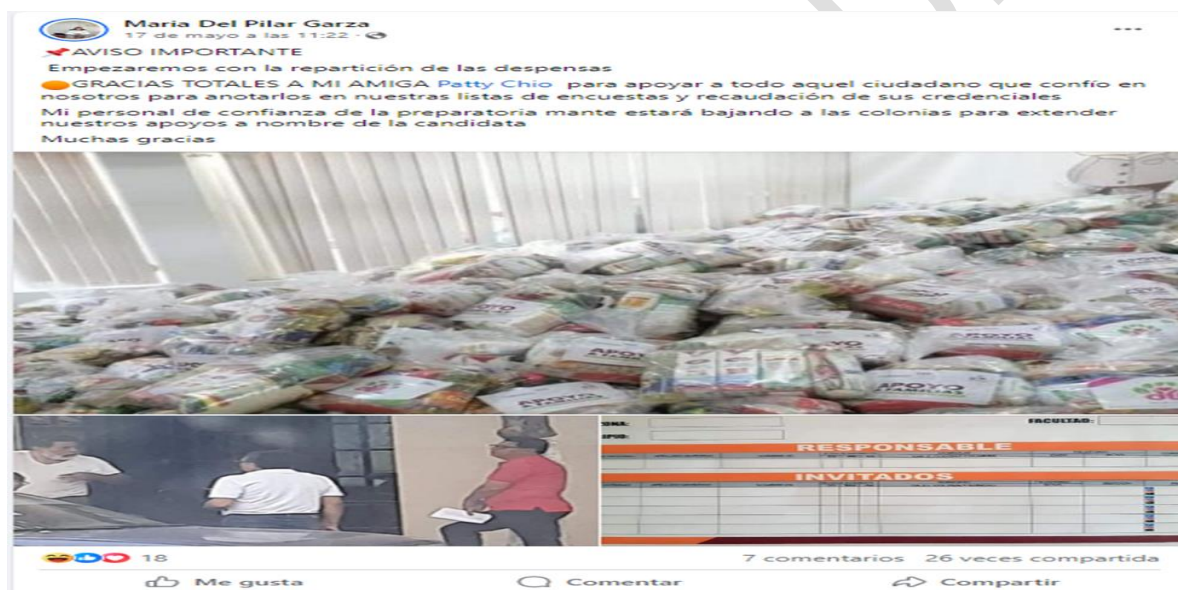 Maria Del Pilar Garza
17 de mayo a las 11:22 ·
AVISO IMPORTANTE
Empezaremos con la repartición de las despensas
GRACIAS TOTALES A MI AMIGA Patty Chio para apoyar a todo aquel ciudadano que confío en
nosotros para anotarlos en nuestras listas de encuestas y recaudación de sus credenciales
Mi personal de confianza de la preparatoria mante estará bajando a las colonias para extender
nuestros apoyos a nombre de la candidata
Muchas gracias
APOYO
APOYO
APOYO
APOYO
FACULTAD:
RESPONSABLE
INVITADOS
18
7 comentarios 26 veces compartida
Me gusta Comentar Compartir